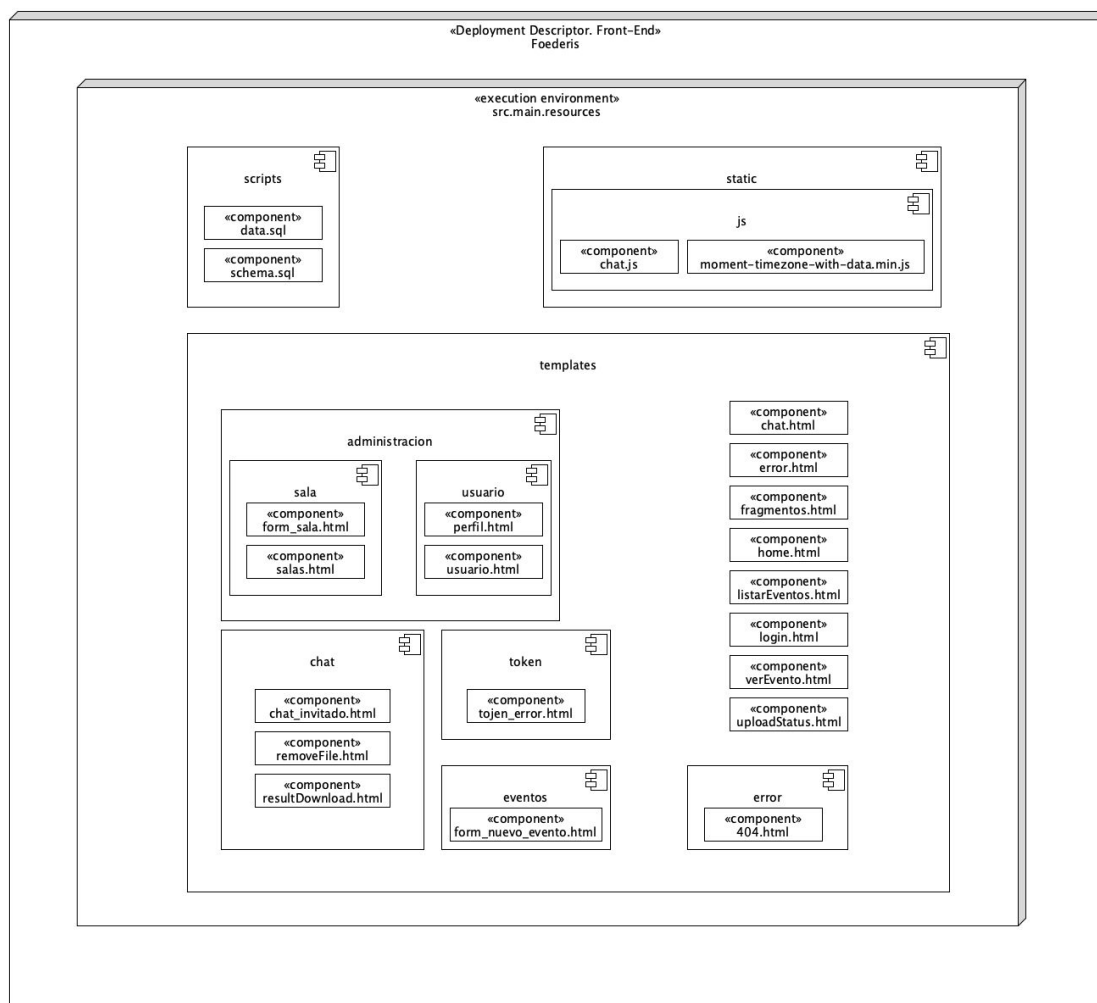 «Deployment Descriptor. Front-End»
Foederis
«execution environment»
src.main.resources
scripts
«component»
data.sql
«component»
schema.sql
static
js
«component»
chat.js
«component»
moment-timezone-with-data.min.js
templates
administracion
sala
«component»
form_sala.html
«component»
salas.html
usuario
«component»
perfil.html
«component»
usuario.html
«component»
chat.html
«component»
error.html
«component»
fragmentos.html
«component»
home.html
«component»
listarEventos.html
«component»
login.html
«component»
verEvento.html
«component»
uploadStatus.html
chat
«component»
chat_invitado.html
«component»
removeFile.html
«component»
resultDownload.html
token
«component»
tojen_error.html
eventos
«component»
form_nuevo_evento.html
error
«component»
404.html